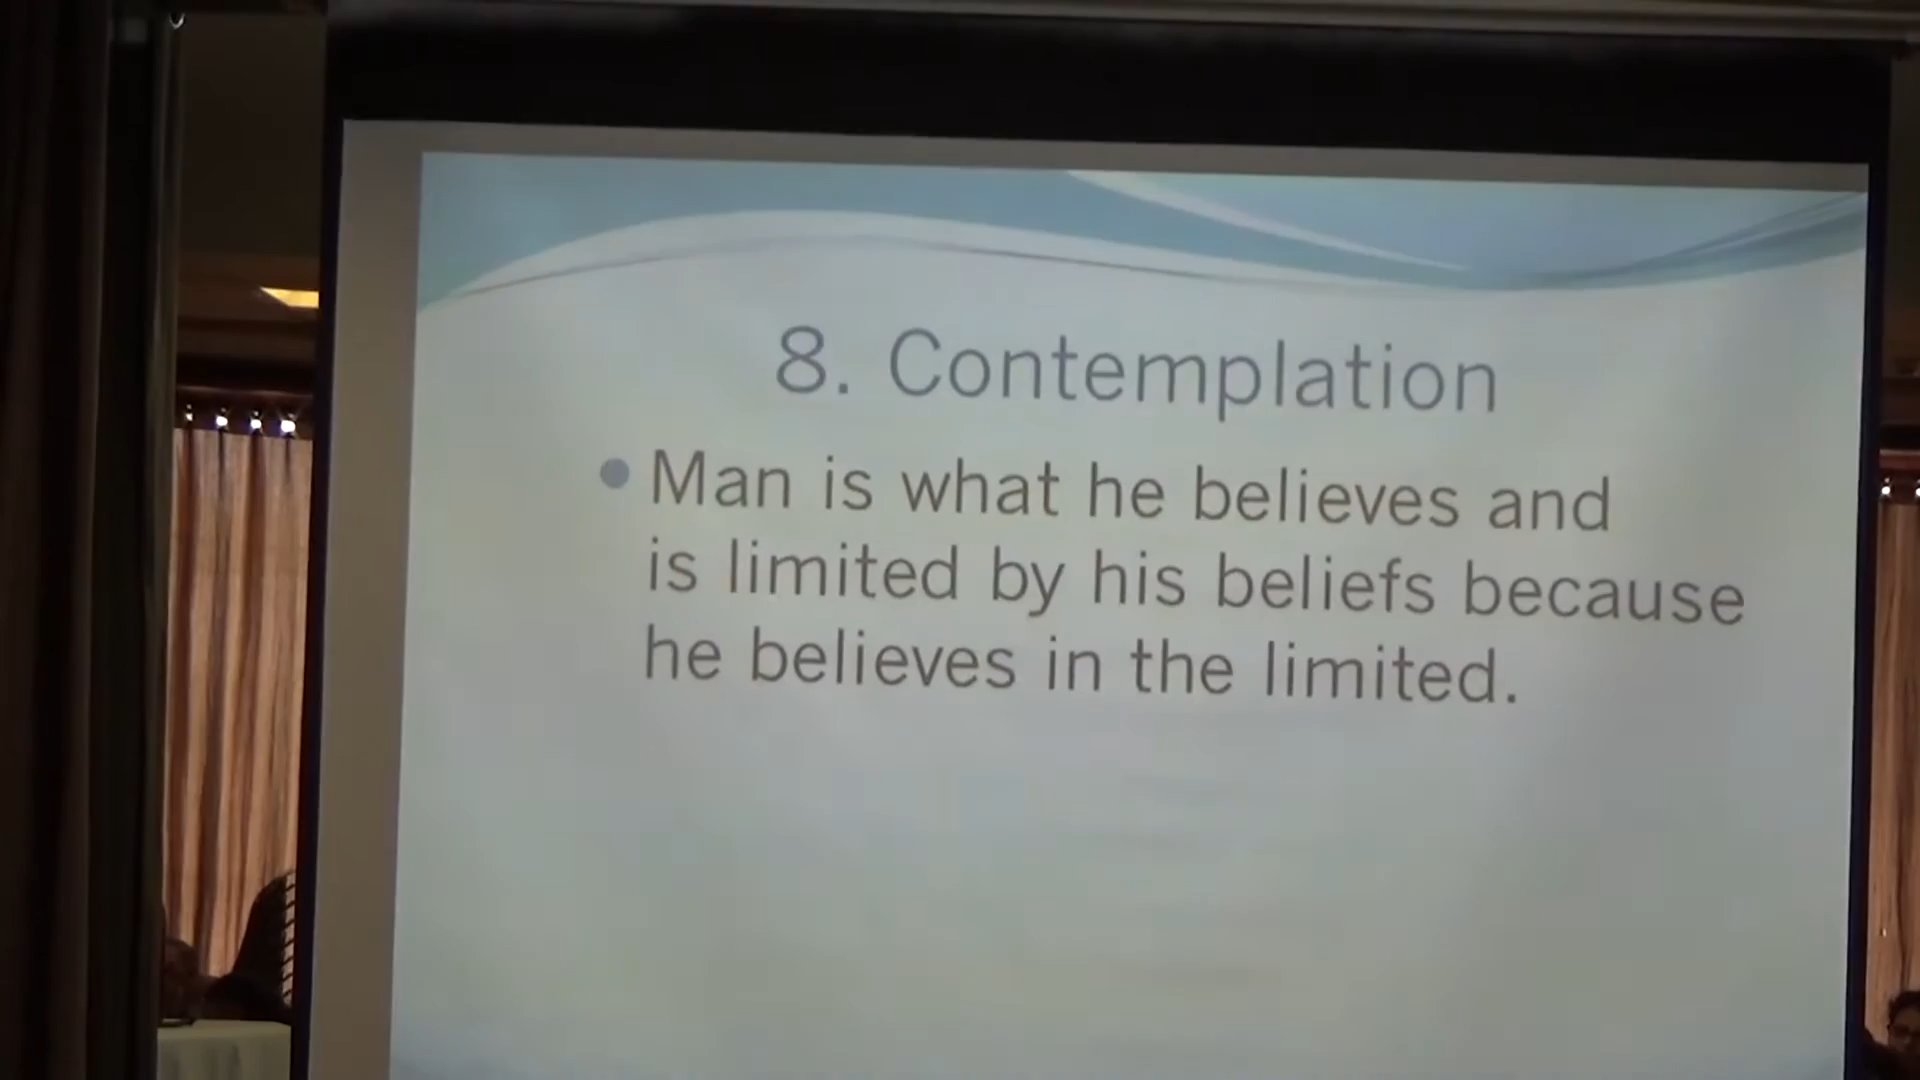 8. Contemplation
• Man is what he believes and
is limited by his beliefs because
he believes in the limited.